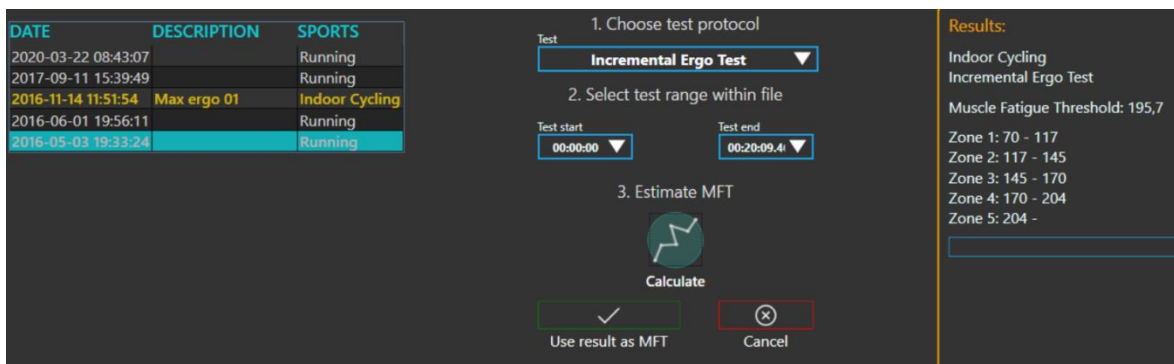 DATE DESCRIPTION SPORTS
2020-03-22 08:43:07 Running
2017-09-11 15:39:49 Running
2016-11-14 11:51:54 Max ergo 01 Indoor Cycling
2016-06-01 19:56:11 Running
2016-05-03 19:33:24 Running
1. Choose test protocol
Test
Incremental Ergo Test
2. Select test range within file
Test start Test end
00:00:00 00:20:09.4
3. Estimate MFT
Calculate
Use result as MFT Cancel
Results:
Indoor Cycling
Incremental Ergo Test
Muscle Fatigue Threshold: 195,7
Zone 1: 70 - 117
Zone 2: 117 - 145
Zone 3: 145 - 170
Zone 4: 170 - 204
Zone 5: 204 -